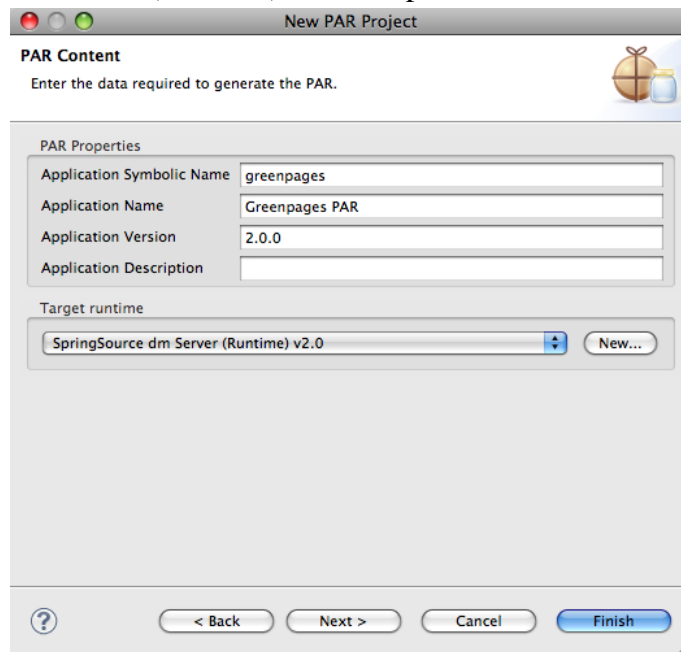 New PAR Project
PAR Content
Enter the data required to generate the PAR.
PAR Properties
Application Symbolic Name greenpages
Application Name Greenpages PAR
Application Version 2.0.0
Application Description
Target runtime
SpringSource dm Server (Runtime) v2.0 New...
? < Back Next > Cancel Finish